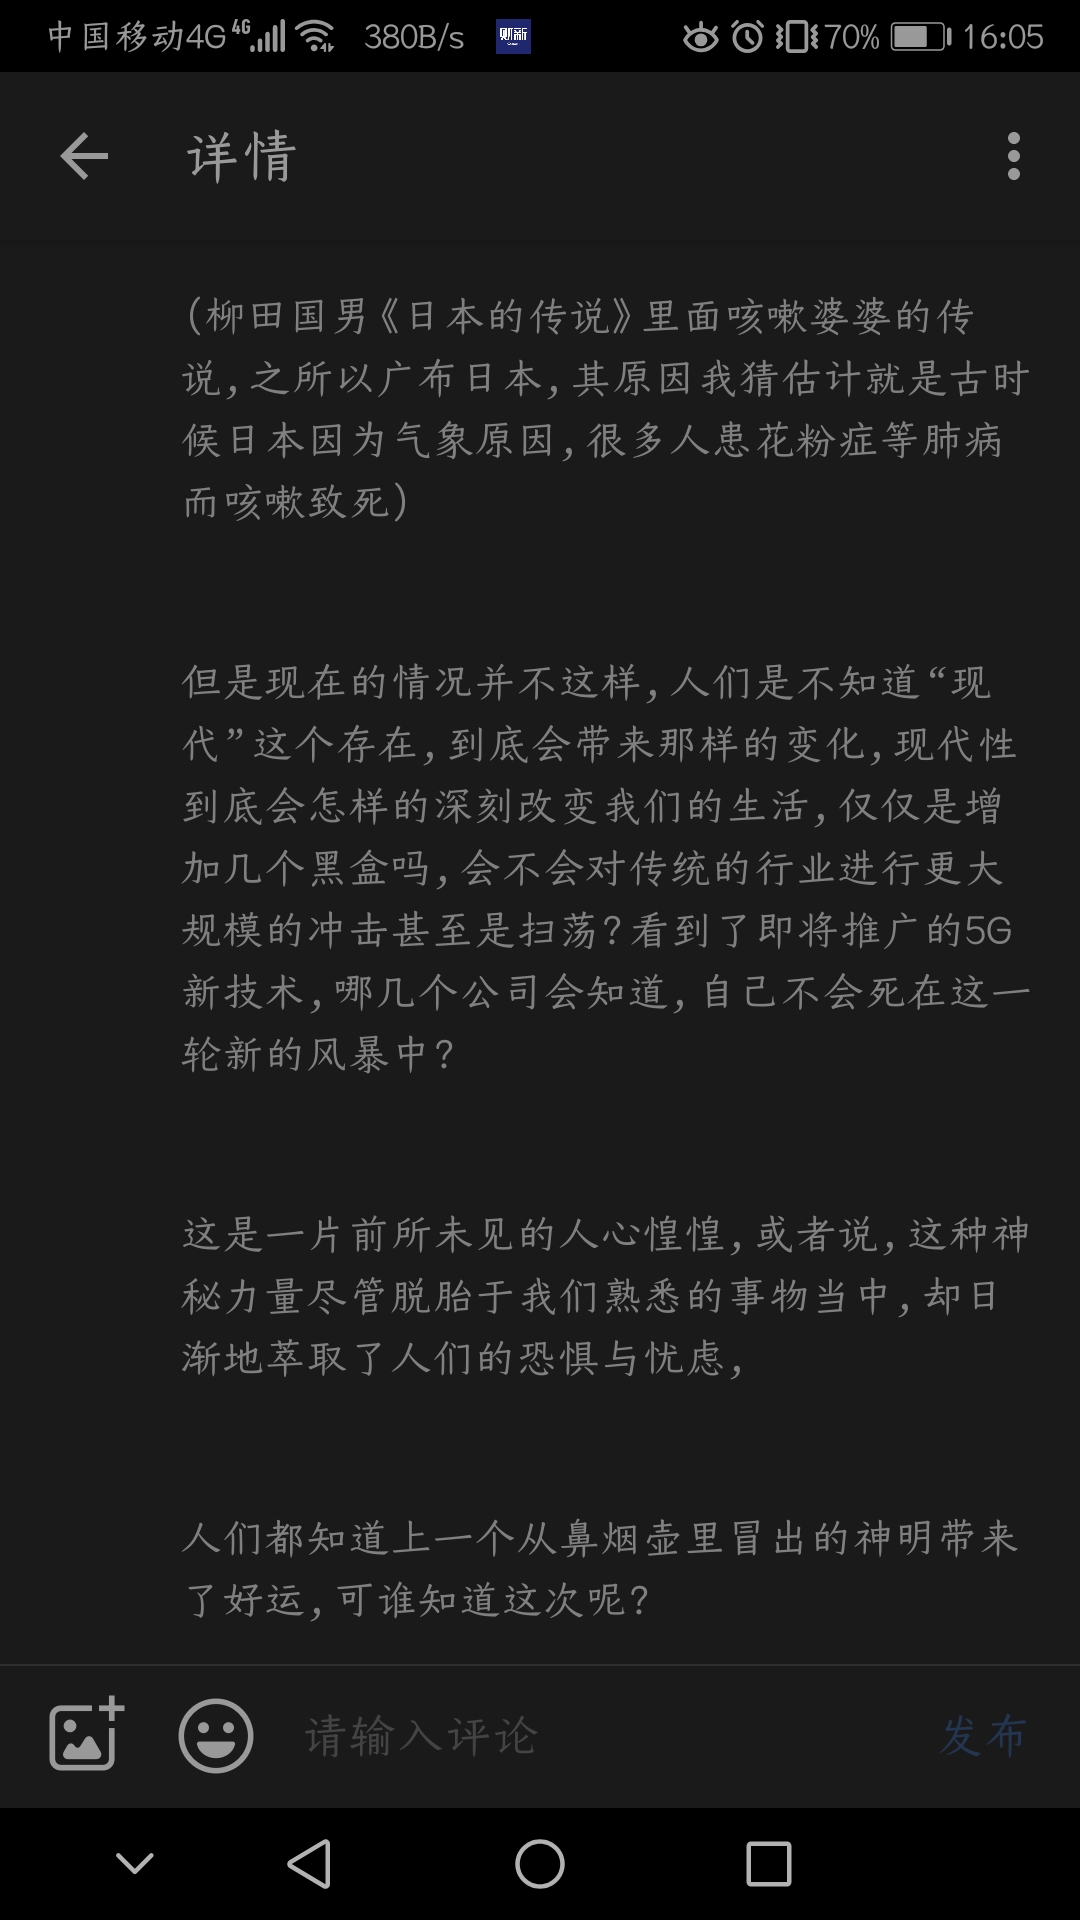 中国移动4G 4G 380B/s 财新 70% 16:05
详情
(柳田国男《日本的传说》里面咳嗽婆婆的传
说,之所以广布日本,其原因我猜估计就是古时
候日本因为气象原因,很多人患花粉症等肺病
而咳嗽致死)
但是现在的情况并不这样,人们是不知道“现
代”这个存在,到底会带来那样的变化,现代性
到底会怎样的深刻改变我们的生活,仅仅是增
加几个黑盒吗,会不会对传统的行业进行更大
规模的冲击甚至是扫荡?看到了即将推广的5G
新技术,哪几个公司会知道,自己不会死在这一
轮新的风暴中?
这是一片前所未见的人心惶惶,或者说,这种神
秘力量尽管脱胎于我们熟悉的事物当中,却日
渐地萃取了人们的恐惧与忧虑,
人们都知道上一个从鼻烟壶里冒出的神明带来
了好运,可谁知道这次呢?
请输入评论 发布